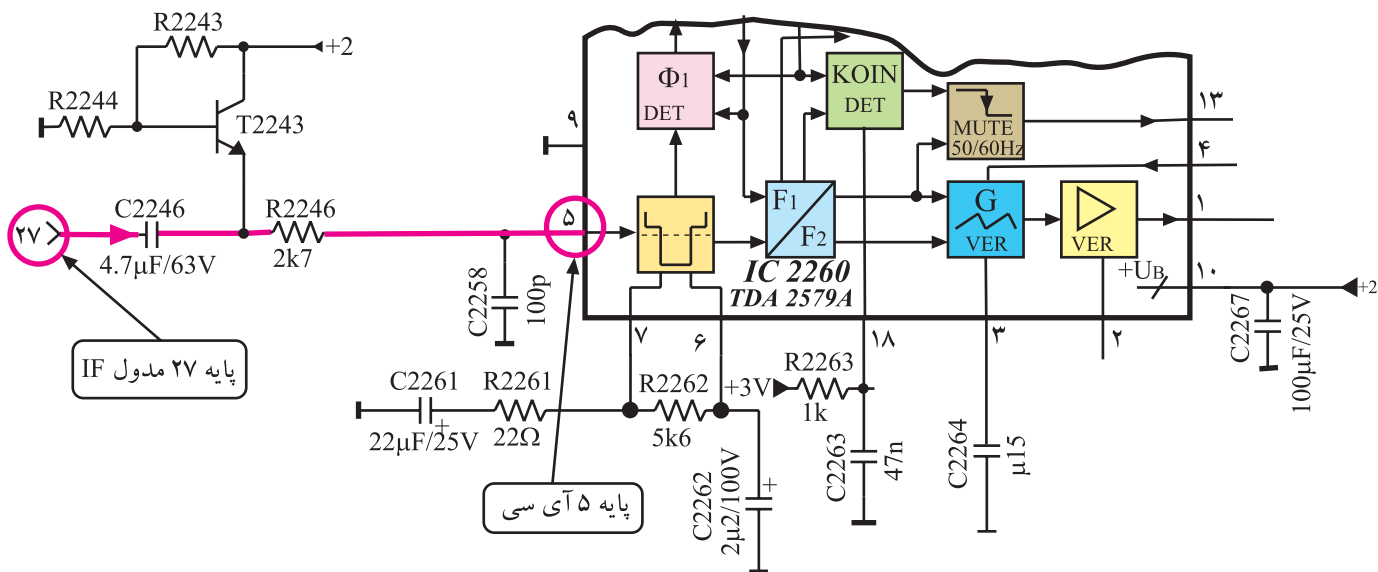 R2243
+2
R2244
T2243
۲۷
C2246
4.7µF/63V
R2246
2k7
C2258
100p
۵
۹
Φ1
DET
KOIN
DET
MUTE
50/60Hz
۱۳
۴
F1
F2
G
VER
VER
۱
IC 2260
TDA 2579A
+UB
۱۰
+2
C2267
100µF/25V
۷
۶
۱۸
۳
۲
پایه ۲۷ مدول IF
C2261
22µF/25V
R2261
22Ω
R2262
5k6
+3V
R2263
1k
C2262
2µ2/100V
+
+
C2263
47n
C2264
µ15
پایه ۵ آی سی